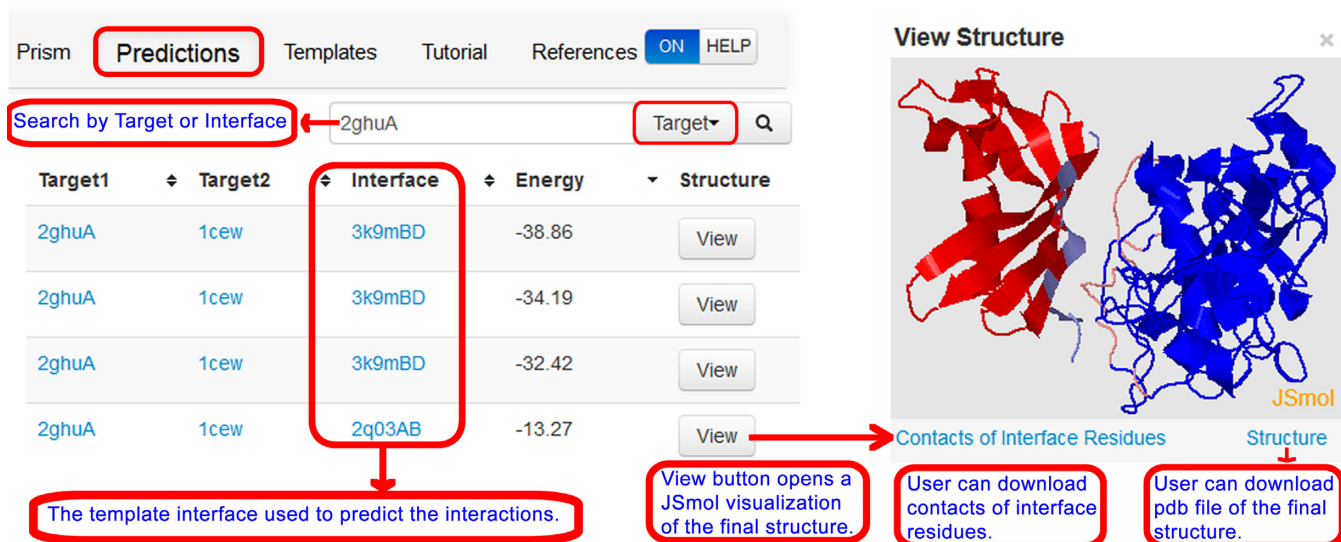 Prism Predictions Templates Tutorial References ON HELP
Search by Target or Interface
2ghuA Target
Target1 Target2 Interface Energy Structure
2ghuA 1cew 3k9mBD -38.86 View
2ghuA 1cew 3k9mBD -34.19 View
2ghuA 1cew 3k9mBD -32.42 View
2ghuA 1cew 2q03AB -13.27 View
The template interface used to predict the interactions.
View button opens a
JSmol visualization
of the final structure.
View Structure ×
JSmol
Contacts of Interface Residues Structure
User can download
contacts of interface
residues.
User can download
pdb file of the final
structure.